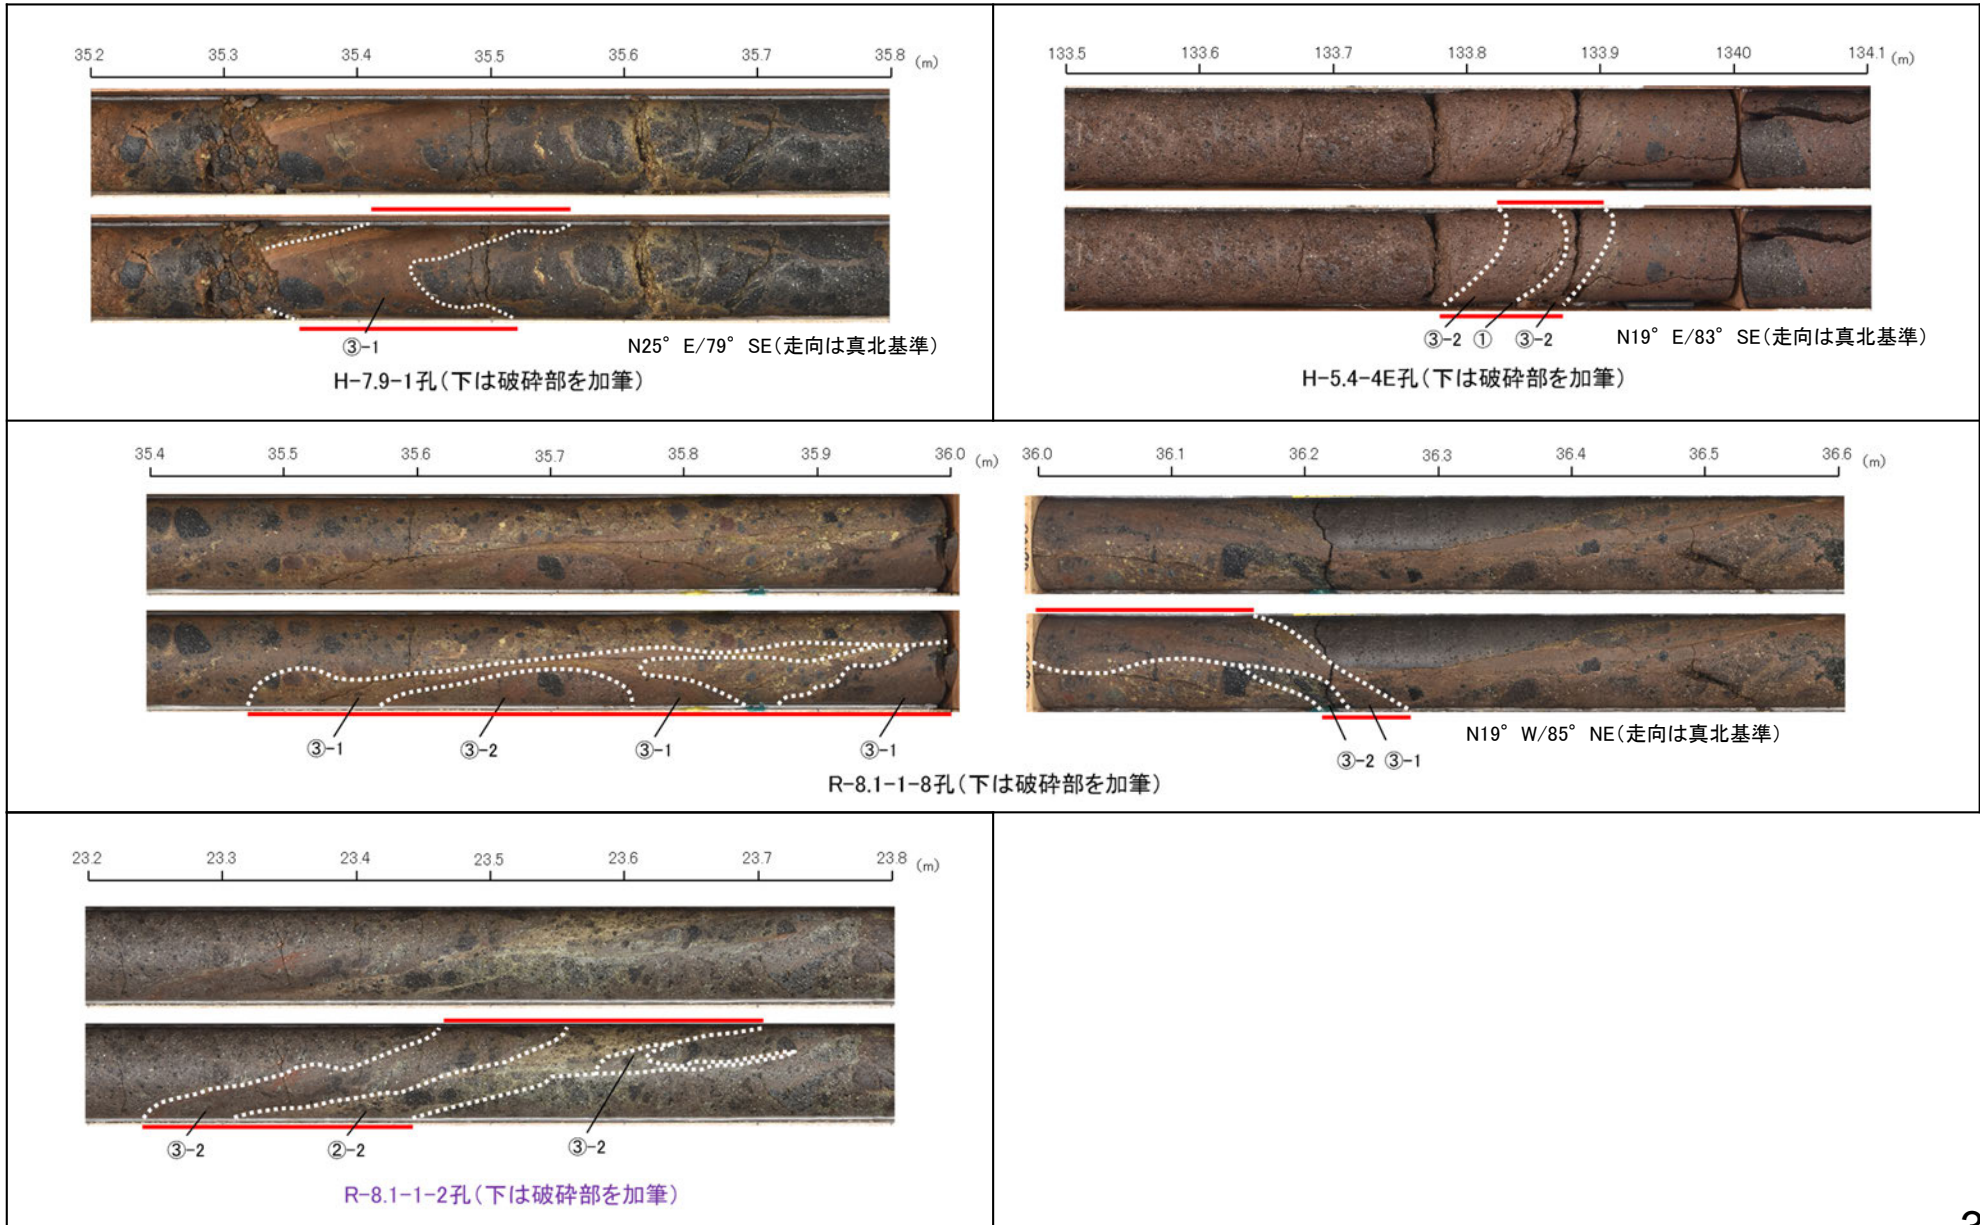 35.2 35.3 35.4 35.5 35.6 35.7 35.8 (m)
③-1
N25° E/79° SE(走向は真北基準)
H-7.9-1孔(下は破砕部を加筆)
133.5 133.6 133.7 133.8 133.9 134.0 134.1 (m)
③-2 ① ③-2
N19° E/83° SE(走向は真北基準)
H-5.4-4E孔(下は破砕部を加筆)
35.4 35.5 35.6 35.7 35.8 35.9 36.0 (m)
36.0 36.1 36.2 36.3 36.4 36.5 36.6 (m)
③-1 ③-2 ③-1 ③-1
N19° W/85° NE(走向は真北基準)
③-2 ③-1
R-8.1-1-8孔(下は破砕部を加筆)
23.2 23.3 23.4 23.5 23.6 23.7 23.8 (m)
③-2 ②-2 ③-2
R-8.1-1-2孔(下は破砕部を加筆)